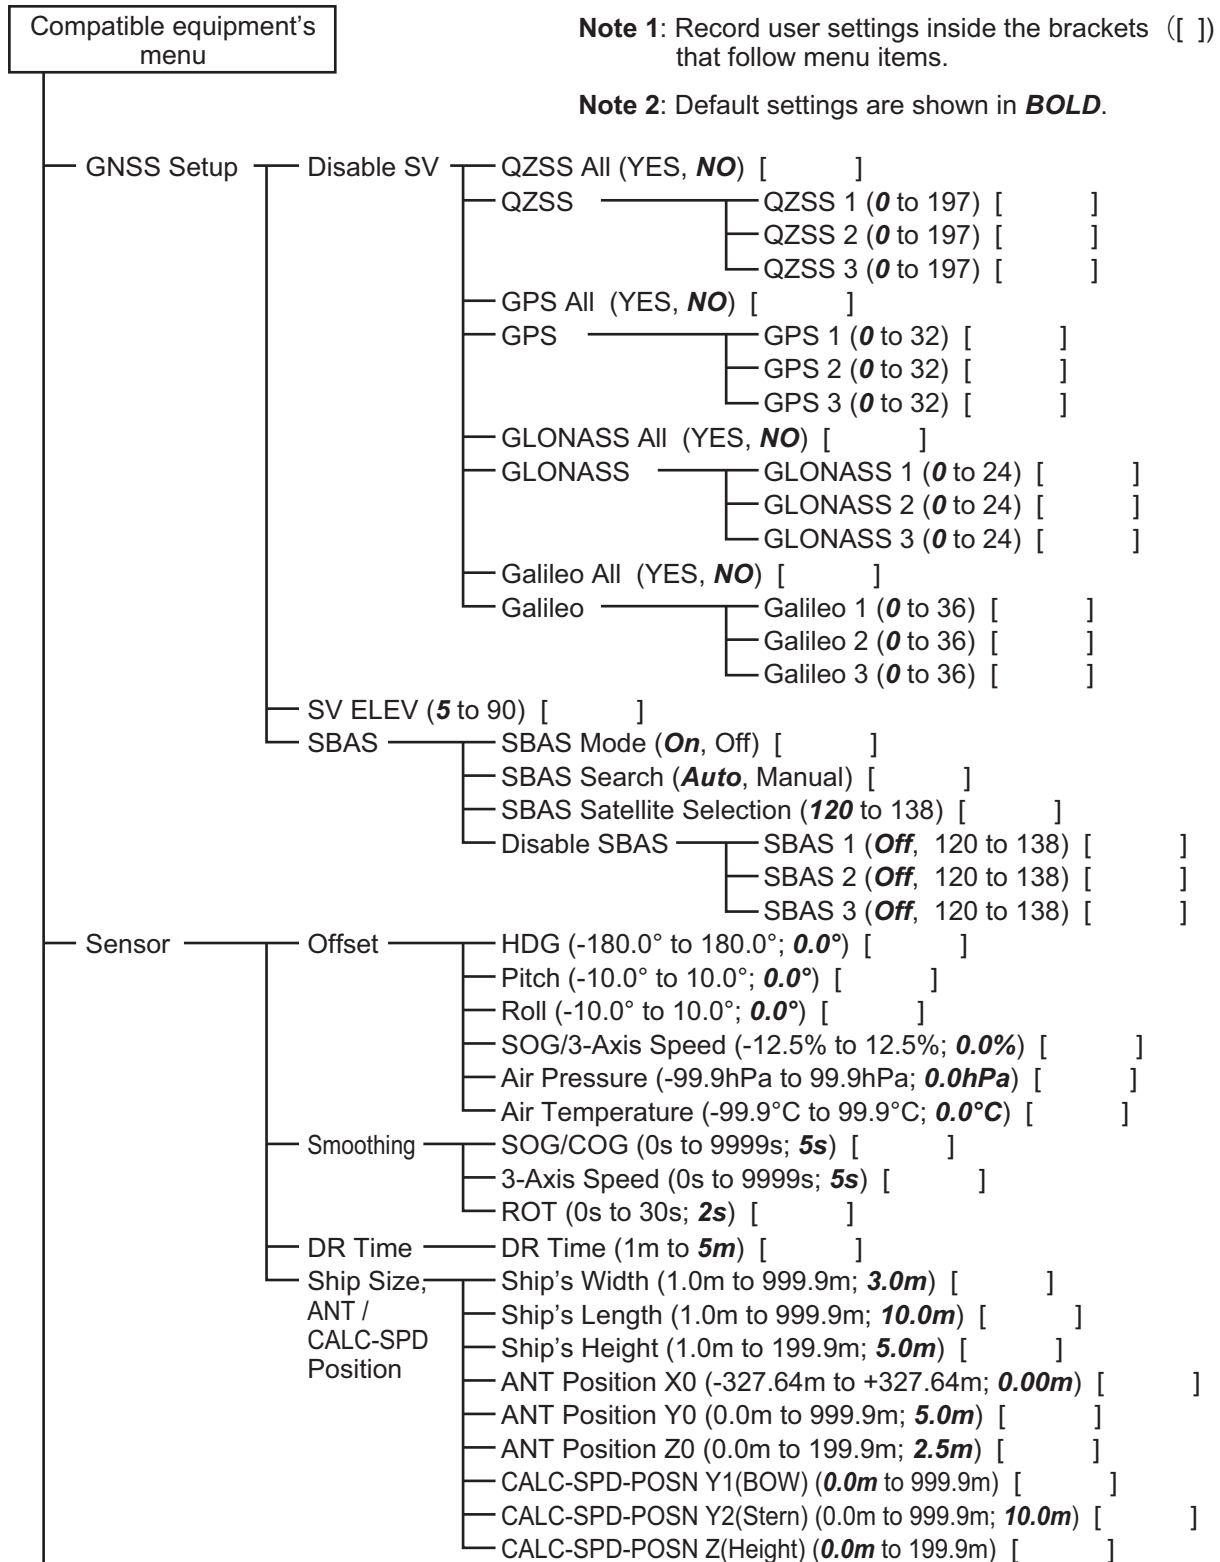 Compatible equipment's
menu
Note 1: Record user settings inside the brackets ([ ])
that follow menu items.
Note 2: Default settings are shown in BOLD.
GNSS Setup
Disable SV
QZSS All (YES, NO) [ ]
QZSS
QZSS 1 (0 to 197) [ ]
QZSS 2 (0 to 197) [ ]
QZSS 3 (0 to 197) [ ]
GPS All (YES, NO) [ ]
GPS
GPS 1 (0 to 32) [ ]
GPS 2 (0 to 32) [ ]
GPS 3 (0 to 32) [ ]
GLONASS All (YES, NO) [ ]
GLONASS
GLONASS 1 (0 to 24) [ ]
GLONASS 2 (0 to 24) [ ]
GLONASS 3 (0 to 24) [ ]
Galileo All (YES, NO) [ ]
Galileo
Galileo 1 (0 to 36) [ ]
Galileo 2 (0 to 36) [ ]
Galileo 3 (0 to 36) [ ]
SV ELEV (5 to 90) [ ]
SBAS
SBAS Mode (On, Off) [ ]
SBAS Search (Auto, Manual) [ ]
SBAS Satellite Selection (120 to 138) [ ]
Disable SBAS
SBAS 1 (Off, 120 to 138) [ ]
SBAS 2 (Off, 120 to 138) [ ]
SBAS 3 (Off, 120 to 138) [ ]
Sensor
Offset
HDG (-180.0° to 180.0°; 0.0°) [ ]
Pitch (-10.0° to 10.0°; 0.0°) [ ]
Roll (-10.0° to 10.0°; 0.0°) [ ]
SOG/3-Axis Speed (-12.5% to 12.5%; 0.0%) [ ]
Air Pressure (-99.9hPa to 99.9hPa; 0.0hPa) [ ]
Air Temperature (-99.9°C to 99.9°C; 0.0°C) [ ]
Smoothing
SOG/COG (0s to 9999s; 5s) [ ]
3-Axis Speed (0s to 9999s; 5s) [ ]
ROT (0s to 30s; 2s) [ ]
DR Time
DR Time (1m to 5m) [ ]
Ship Size,
ANT /
CALC-SPD
Position
Ship's Width (1.0m to 999.9m; 3.0m) [ ]
Ship's Length (1.0m to 999.9m; 10.0m) [ ]
Ship's Height (1.0m to 199.9m; 5.0m) [ ]
ANT Position X0 (-327.64m to +327.64m; 0.00m) [ ]
ANT Position Y0 (0.0m to 999.9m; 5.0m) [ ]
ANT Position Z0 (0.0m to 199.9m; 2.5m) [ ]
CALC-SPD-POSN Y1(BOW) (0.0m to 999.9m) [ ]
CALC-SPD-POSN Y2(Stern) (0.0m to 999.9m; 10.0m) [ ]
CALC-SPD-POSN Z(Height) (0.0m to 199.9m) [ ]